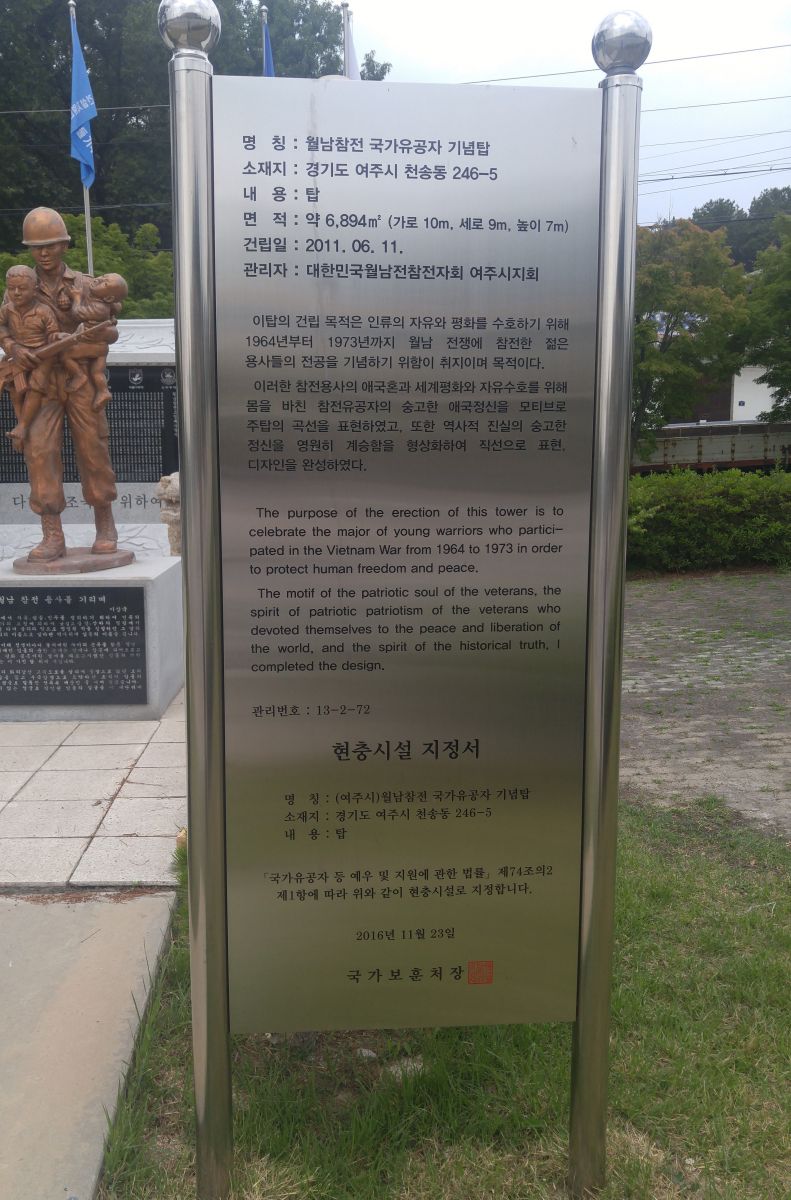 명 칭 : 월남참전 국가유공자 기념탑
소재지 : 경기도 여주시 천송동 246-5
내 용 : 탑
면 적 : 약 6,894㎡ (가로 10m, 세로 9m, 높이 7m)
건립일 : 2011. 06. 11.
관리자 : 대한민국월남전참전자회 여주시지회
이탑의 건립 목적은 인류의 자유와 평화를 수호하기 위해
1964년부터 1973년까지 월남 전쟁에 참전한 젊은
용사들의 전공을 기념하기 위함이 취지이며 목적이다.
이러한 참전용사의 애국혼과 세계평화와 자유수호를 위해
몸을 바친 참전유공자의 숭고한 애국정신을 모티브로
주탑의 곡선을 표현하였고, 또한 역사적 진실의 숭고한
정신을 영원히 계승함을 형상화하여 직선으로 표현,
디자인을 완성하였다.
The purpose of the erection of this tower is to
celebrate the major of young warriors who partici-
pated in the Vietnam War from 1964 to 1973 in order
to protect human freedom and peace.
The motif of the patriotic soul of the veterans, the
spirit of patriotic patriotism of the veterans who
devoted themselves to the peace and liberation of
the world, and the spirit of the historical truth, I
completed the design.
관리번호 : 13-2-72
현충시설 지정서
명 칭 : (여주시)월남참전 국가유공자 기념탑
소재지 : 경기도 여주시 천송동 246-5
내 용 : 탑
「국가유공자 등 예우 및 지원에 관한 법률」 제74조의2
제1항에 따라 위와 같이 현충시설로 지정합니다.
2016년 11월 23일
국가보훈처장
위하여
월남 참전 용사를 기리며